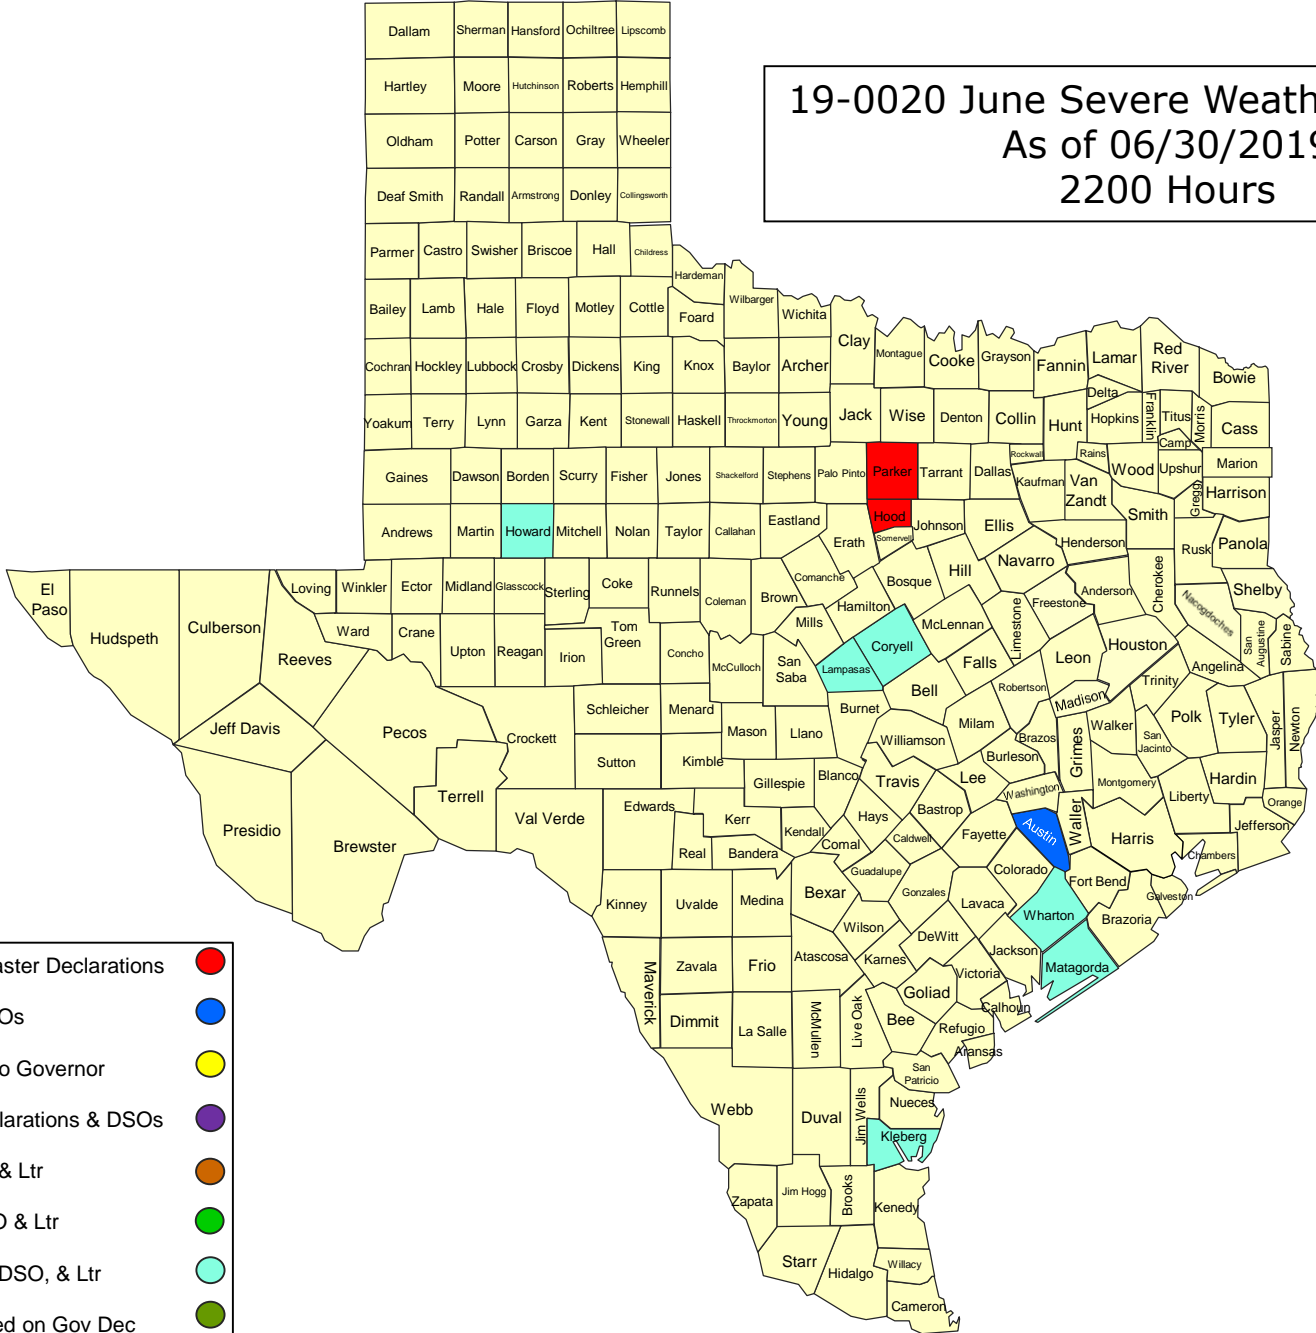 19-0020 June Severe Weath
As of 06/30/2019
2200 Hours
Dallam Sherman Hansford Ochiltree Lipscomb
Hartley Moore Hutchinson Roberts Hemphill
Oldham Potter Carson Gray Wheeler
Deaf Smith Randall Armstrong Donley Collingsworth
Parmer Castro Swisher Briscoe Hall Childress
Hardeman
Bailey Lamb Hale Floyd Motley Cottle Foard Wilbarger Wichita
Clay Montague Cooke Grayson Fannin Lamar Red
River Bowie
Cochran Hockley Lubbock Crosby Dickens King Knox Baylor Archer
Delta
Yoakum Terry Lynn Garza Kent Stonewall Haskell Throckmorton Young Jack Wise Denton Collin Hunt Hopkins Franklin Titus Morris Cass
Camp
Gaines Dawson Borden Scurry Fisher Jones Shackelford Stephens Palo Pinto Parker Tarrant Dallas Rockwall Rains Wood Upshur Marion
Kaufman Van
Zandt Gregg Harrison
Andrews Martin Howard Mitchell Nolan Taylor Callahan Eastland Hood Johnson Ellis Smith
Erath Somervell Henderson Rusk Panola
El
Paso Hudspeth Culberson Loving Winkler Ector Midland Glasscock Sterling Coke Runnels Coleman Brown Comanche Bosque Hill Navarro Anderson Cherokee Nacogdoches Shelby
Hamilton Freestone Limestone
Reeves Ward Crane Upton Reagan Irion Tom
Green Concho McCulloch San
Saba Mills Lampasas Coryell McLennan Falls Leon Houston Angelina San
Augustine Sabine
Bell Robertson Madison Trinity
Jeff Davis Pecos Crockett Schleicher Menard Mason Llano Burnet Milam Brazos Grimes Walker San
Jacinto Polk Tyler Jasper Newton
Sutton Kimble Gillespie Blanco Williamson Travis Lee Burleson Washington Montgomery Liberty Hardin
Orange
Presidio Brewster Terrell Val Verde Edwards Kerr Kendall Hays Bastrop Caldwell Fayette Austin Waller Harris Jefferson
Real Bandera Comal Guadalupe Colorado Fort Bend Chambers
Kinney Uvalde Medina Bexar Gonzales Lavaca Wharton Brazoria Galveston
Wilson DeWitt
Maverick Zavala Frio Atascosa Karnes Jackson Matagorda
Victoria
Goliad Calhoun
Dimmit La Salle McMullen Live Oak Bee Refugio
Aransas
San
Patricio
Webb Duval Jim Wells Nueces
Kleberg
Zapata Jim Hogg Brooks Kenedy
Starr Hidalgo Willacy
Cameron
aster Declarations
Os
o Governor
larations & DSOs
& Ltr
O & Ltr
DSO, & Ltr
ed on Gov Dec